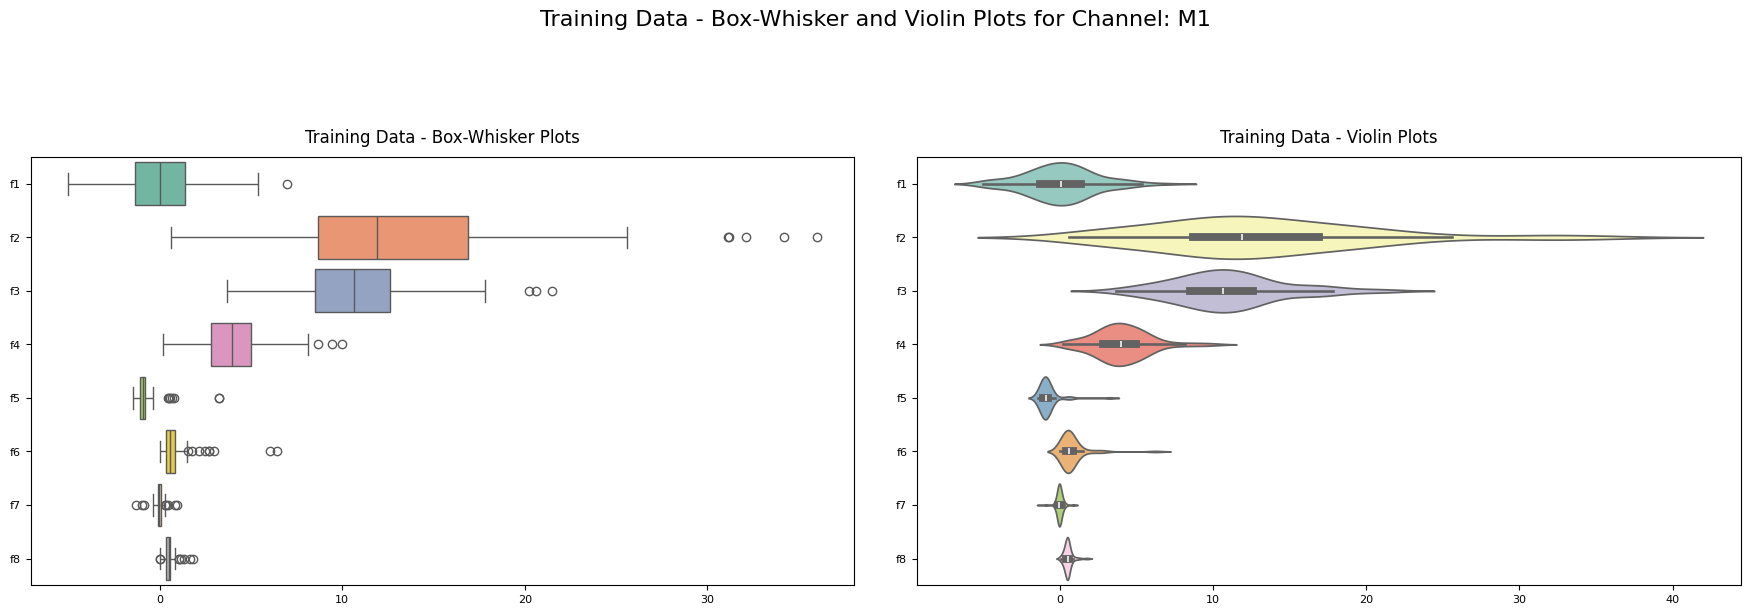 Training Data - Box-Whisker and Violin Plots for Channel: M1
Training Data - Box-Whisker Plots
f1
f2
f3
f4
f5
f6
f7
f8
0 10 20 30
Training Data - Violin Plots
f1
f2
f3
f4
f5
f6
f7
f8
0 10 20 30 40